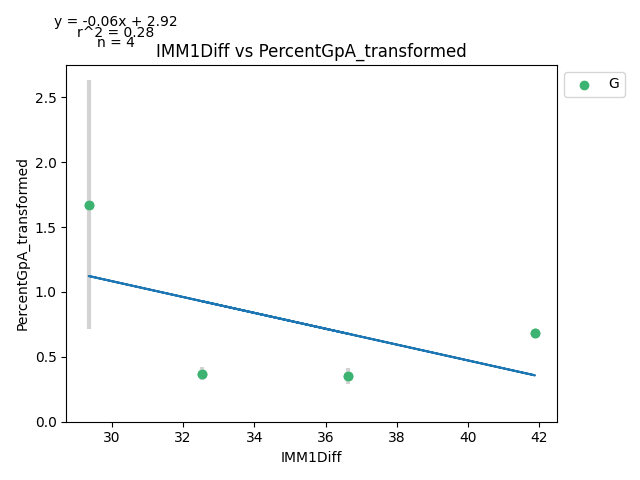 y = -0.06x + 2.92
r^2 = 0.28
n = 4
IMM1Diff vs PercentGpA_transformed
G
PercentGpA_transformed
2.5
2.0
1.5
1.0
0.5
0.0
30
32
34
36
38
40
42
IMM1Diff